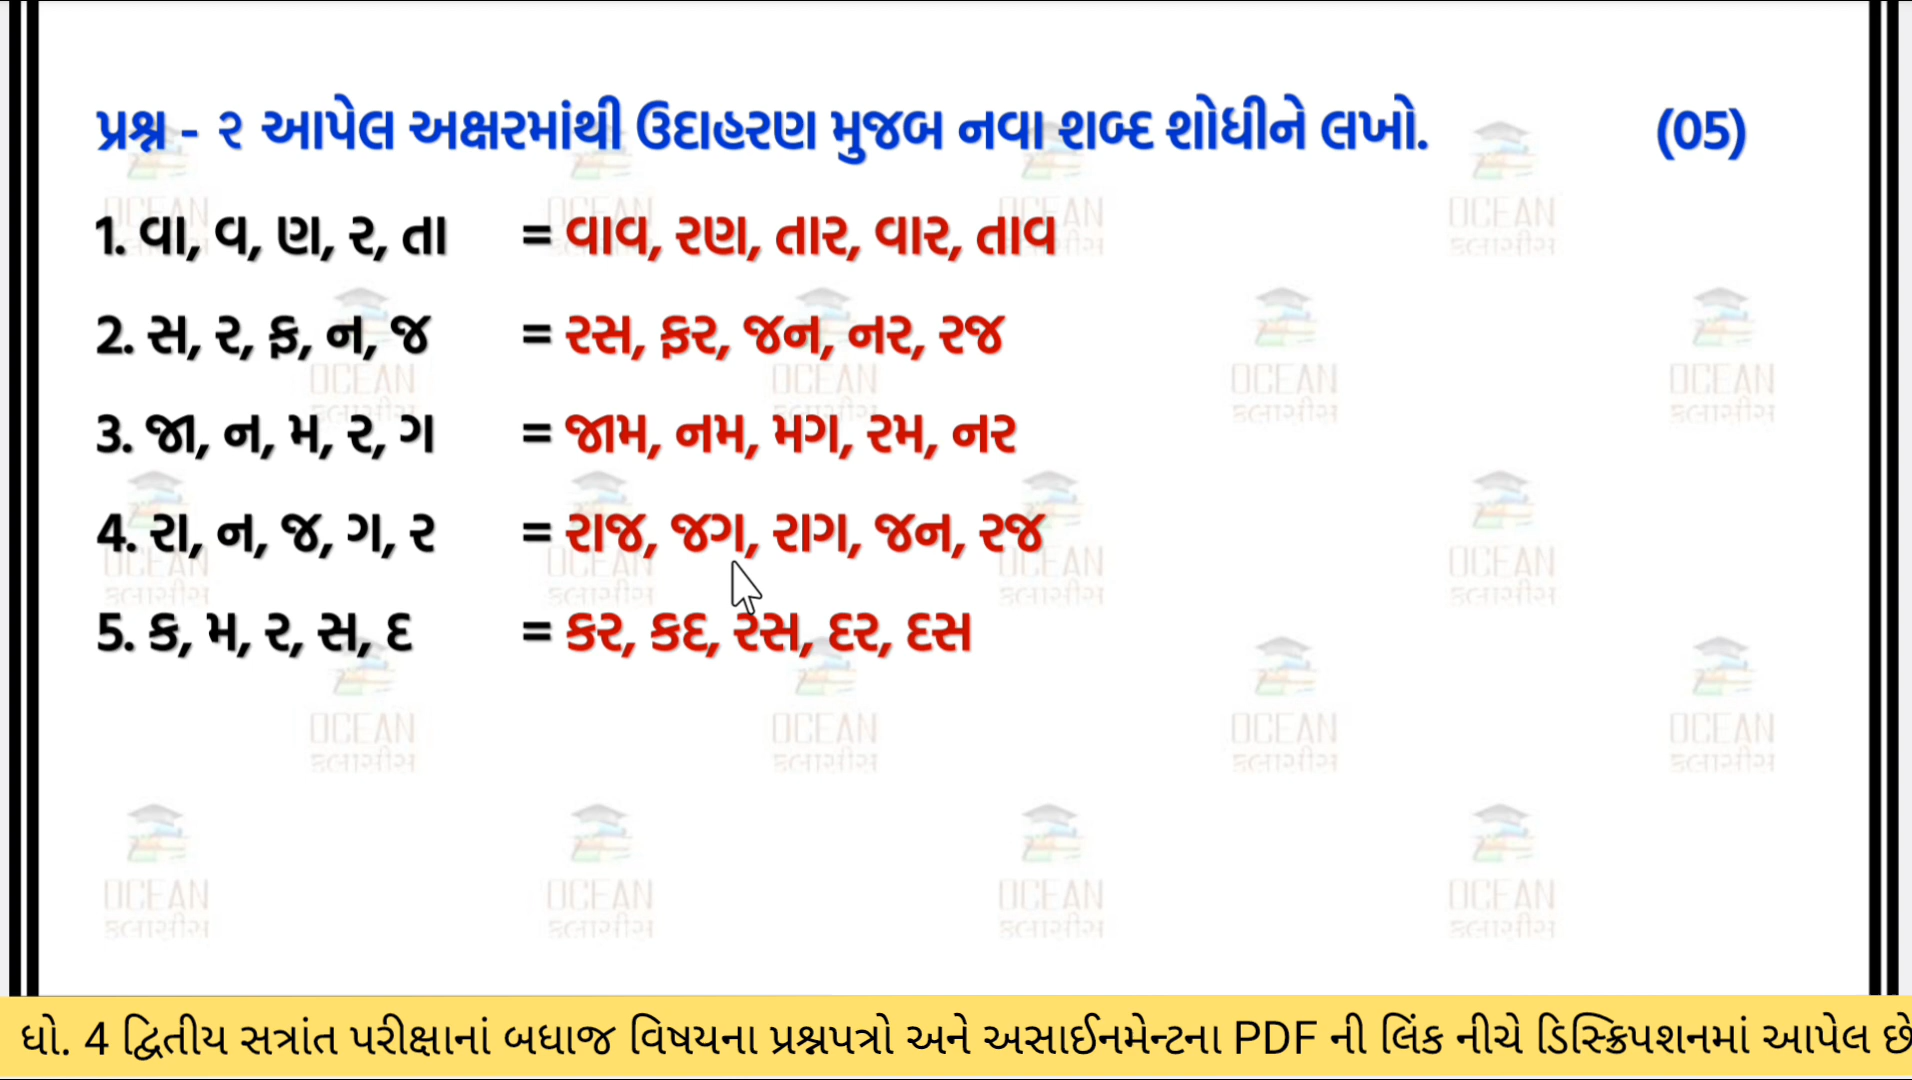 પ્રશ્ન - ૨ આપેલ અક્ષરમાંથી ઉદાહરણ મુજબ નવા શબ્દ શોધીને લખો. (05)
1. વા, વ, ણ, ર, તા = વાવ, રણ, તાર, વાર, તાવ
2. સ, ર, ફ, ન, જ = રસ, ફર, જન, નર, રજ
3. જા, ન, મ, ર, ગ = જામ, નમ, મગ, રમ, નર
4. રા, ન, જ, ગ, ર = રાજ, જગ, રાગ, જન, રજ
5. ક, મ, ર, સ, દ = કર, કદ, રસ, દર, દસ
OCEAN
કલાસીસ
ધો. 4 દ્વિતીય સત્રાંત પરીક્ષાનાં બધાજ વિષયના પ્રશ્નપત્રો અને અસાઈનમેન્ટના PDF ની લિંક નીચે ડિસ્ક્રિપશનમાં આપેલ છે